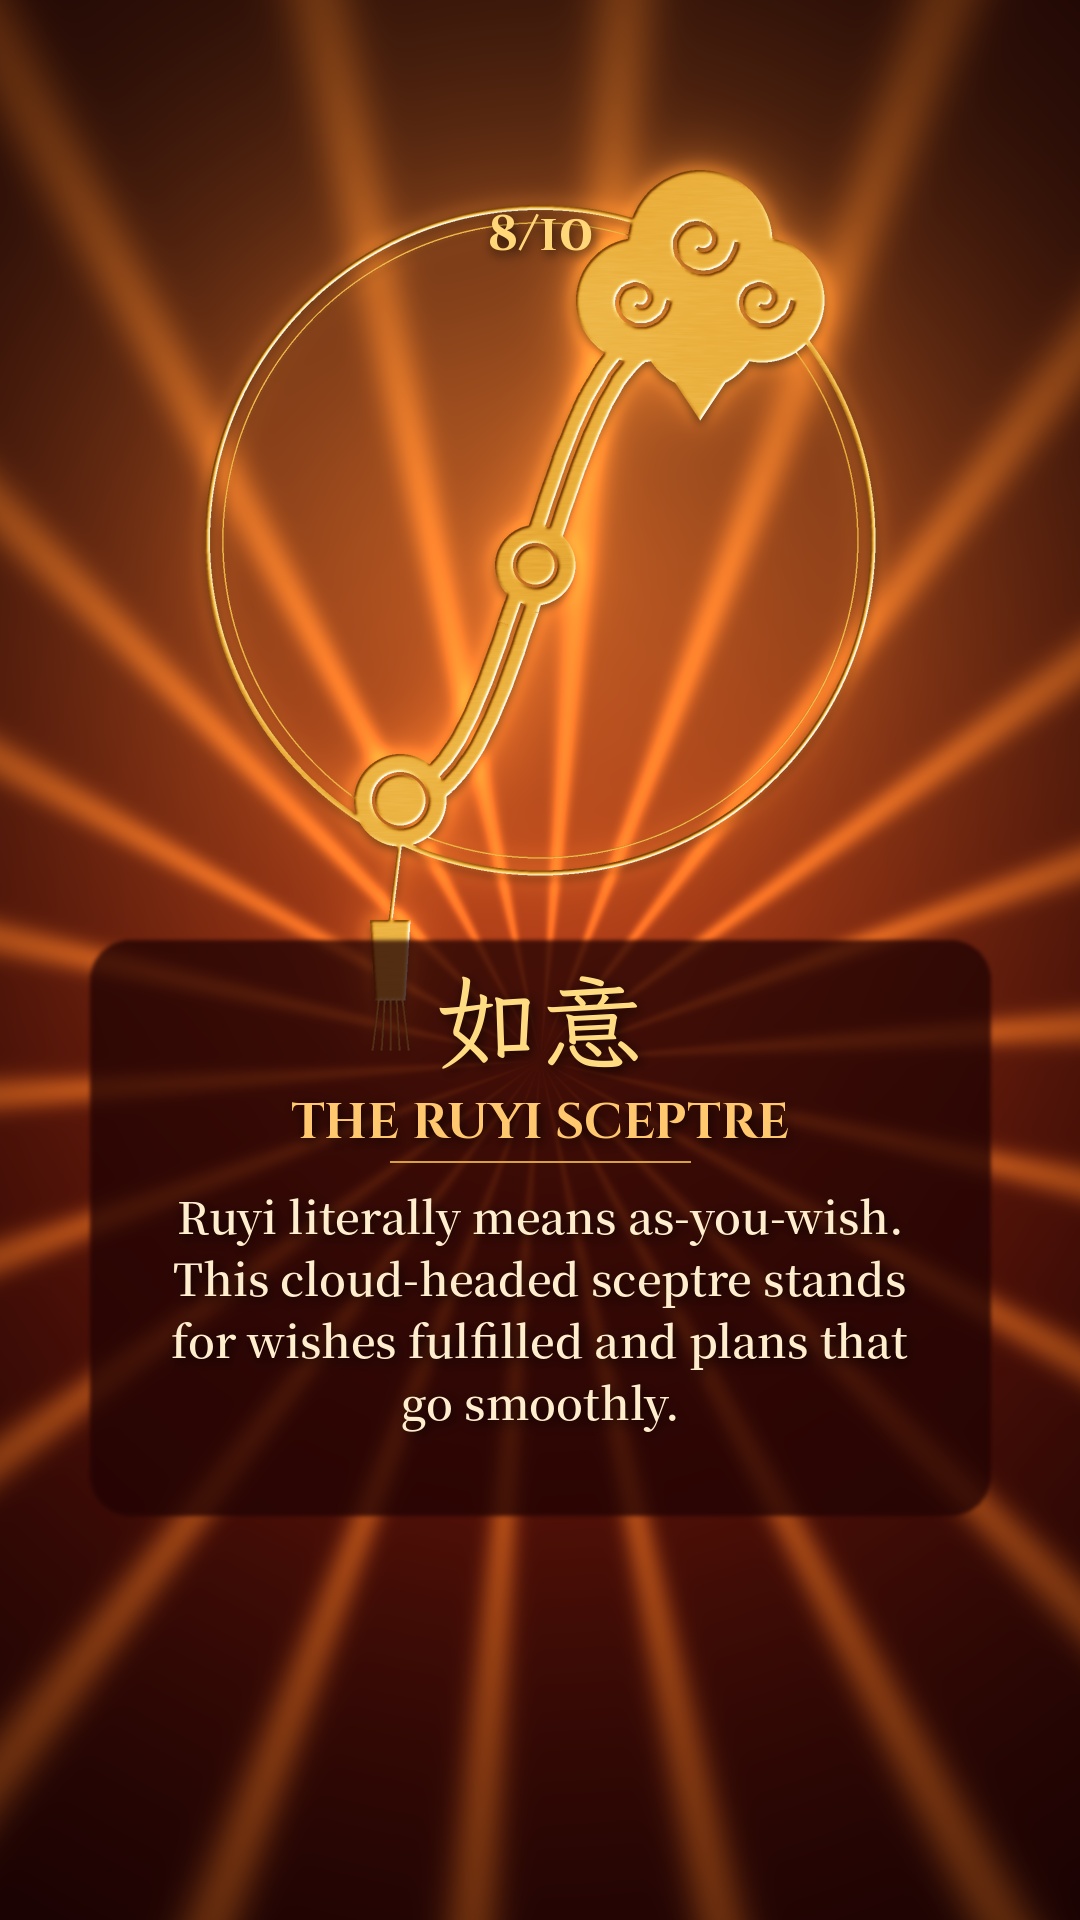 8/10
如意
THE RUYI SCEPTRE
Ruyi literally means as-you-wish.
This cloud-headed sceptre stands
for wishes fulfilled and plans that
go smoothly.